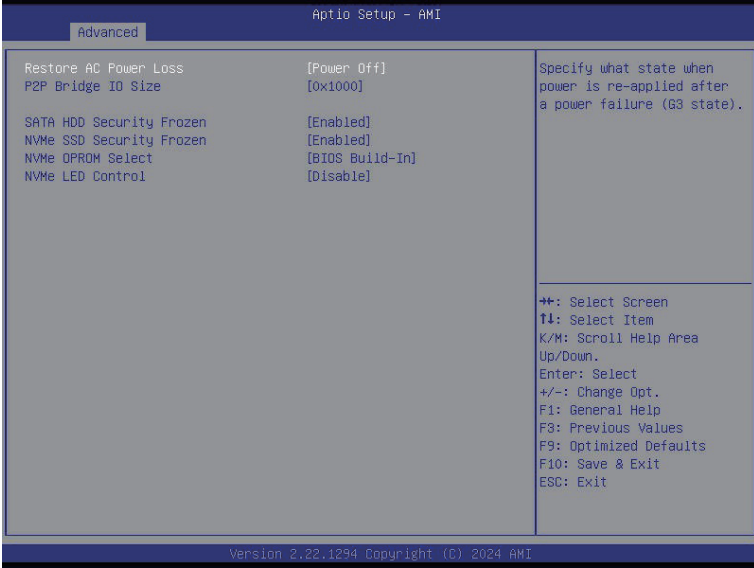 Aptio Setup – AMI
Advanced
Restore AC Power Loss [Power Off]
P2P Bridge IO Size [0x1000]
SATA HDD Security Frozen [Enabled]
NVMe SSD Security Frozen [Enabled]
NVMe OPROM Select [BIOS Build-In]
NVMe LED Control [Disable]
Specify what state when
power is re-applied after
a power failure (G3 state).
→←: Select Screen
↑↓: Select Item
K/M: Scroll Help Area
Up/Down.
Enter: Select
+/-: Change Opt.
F1: General Help
F3: Previous Values
F9: Optimized Defaults
F10: Save & Exit
ESC: Exit
Version 2.22.1294 Copyright (C) 2024 AMI